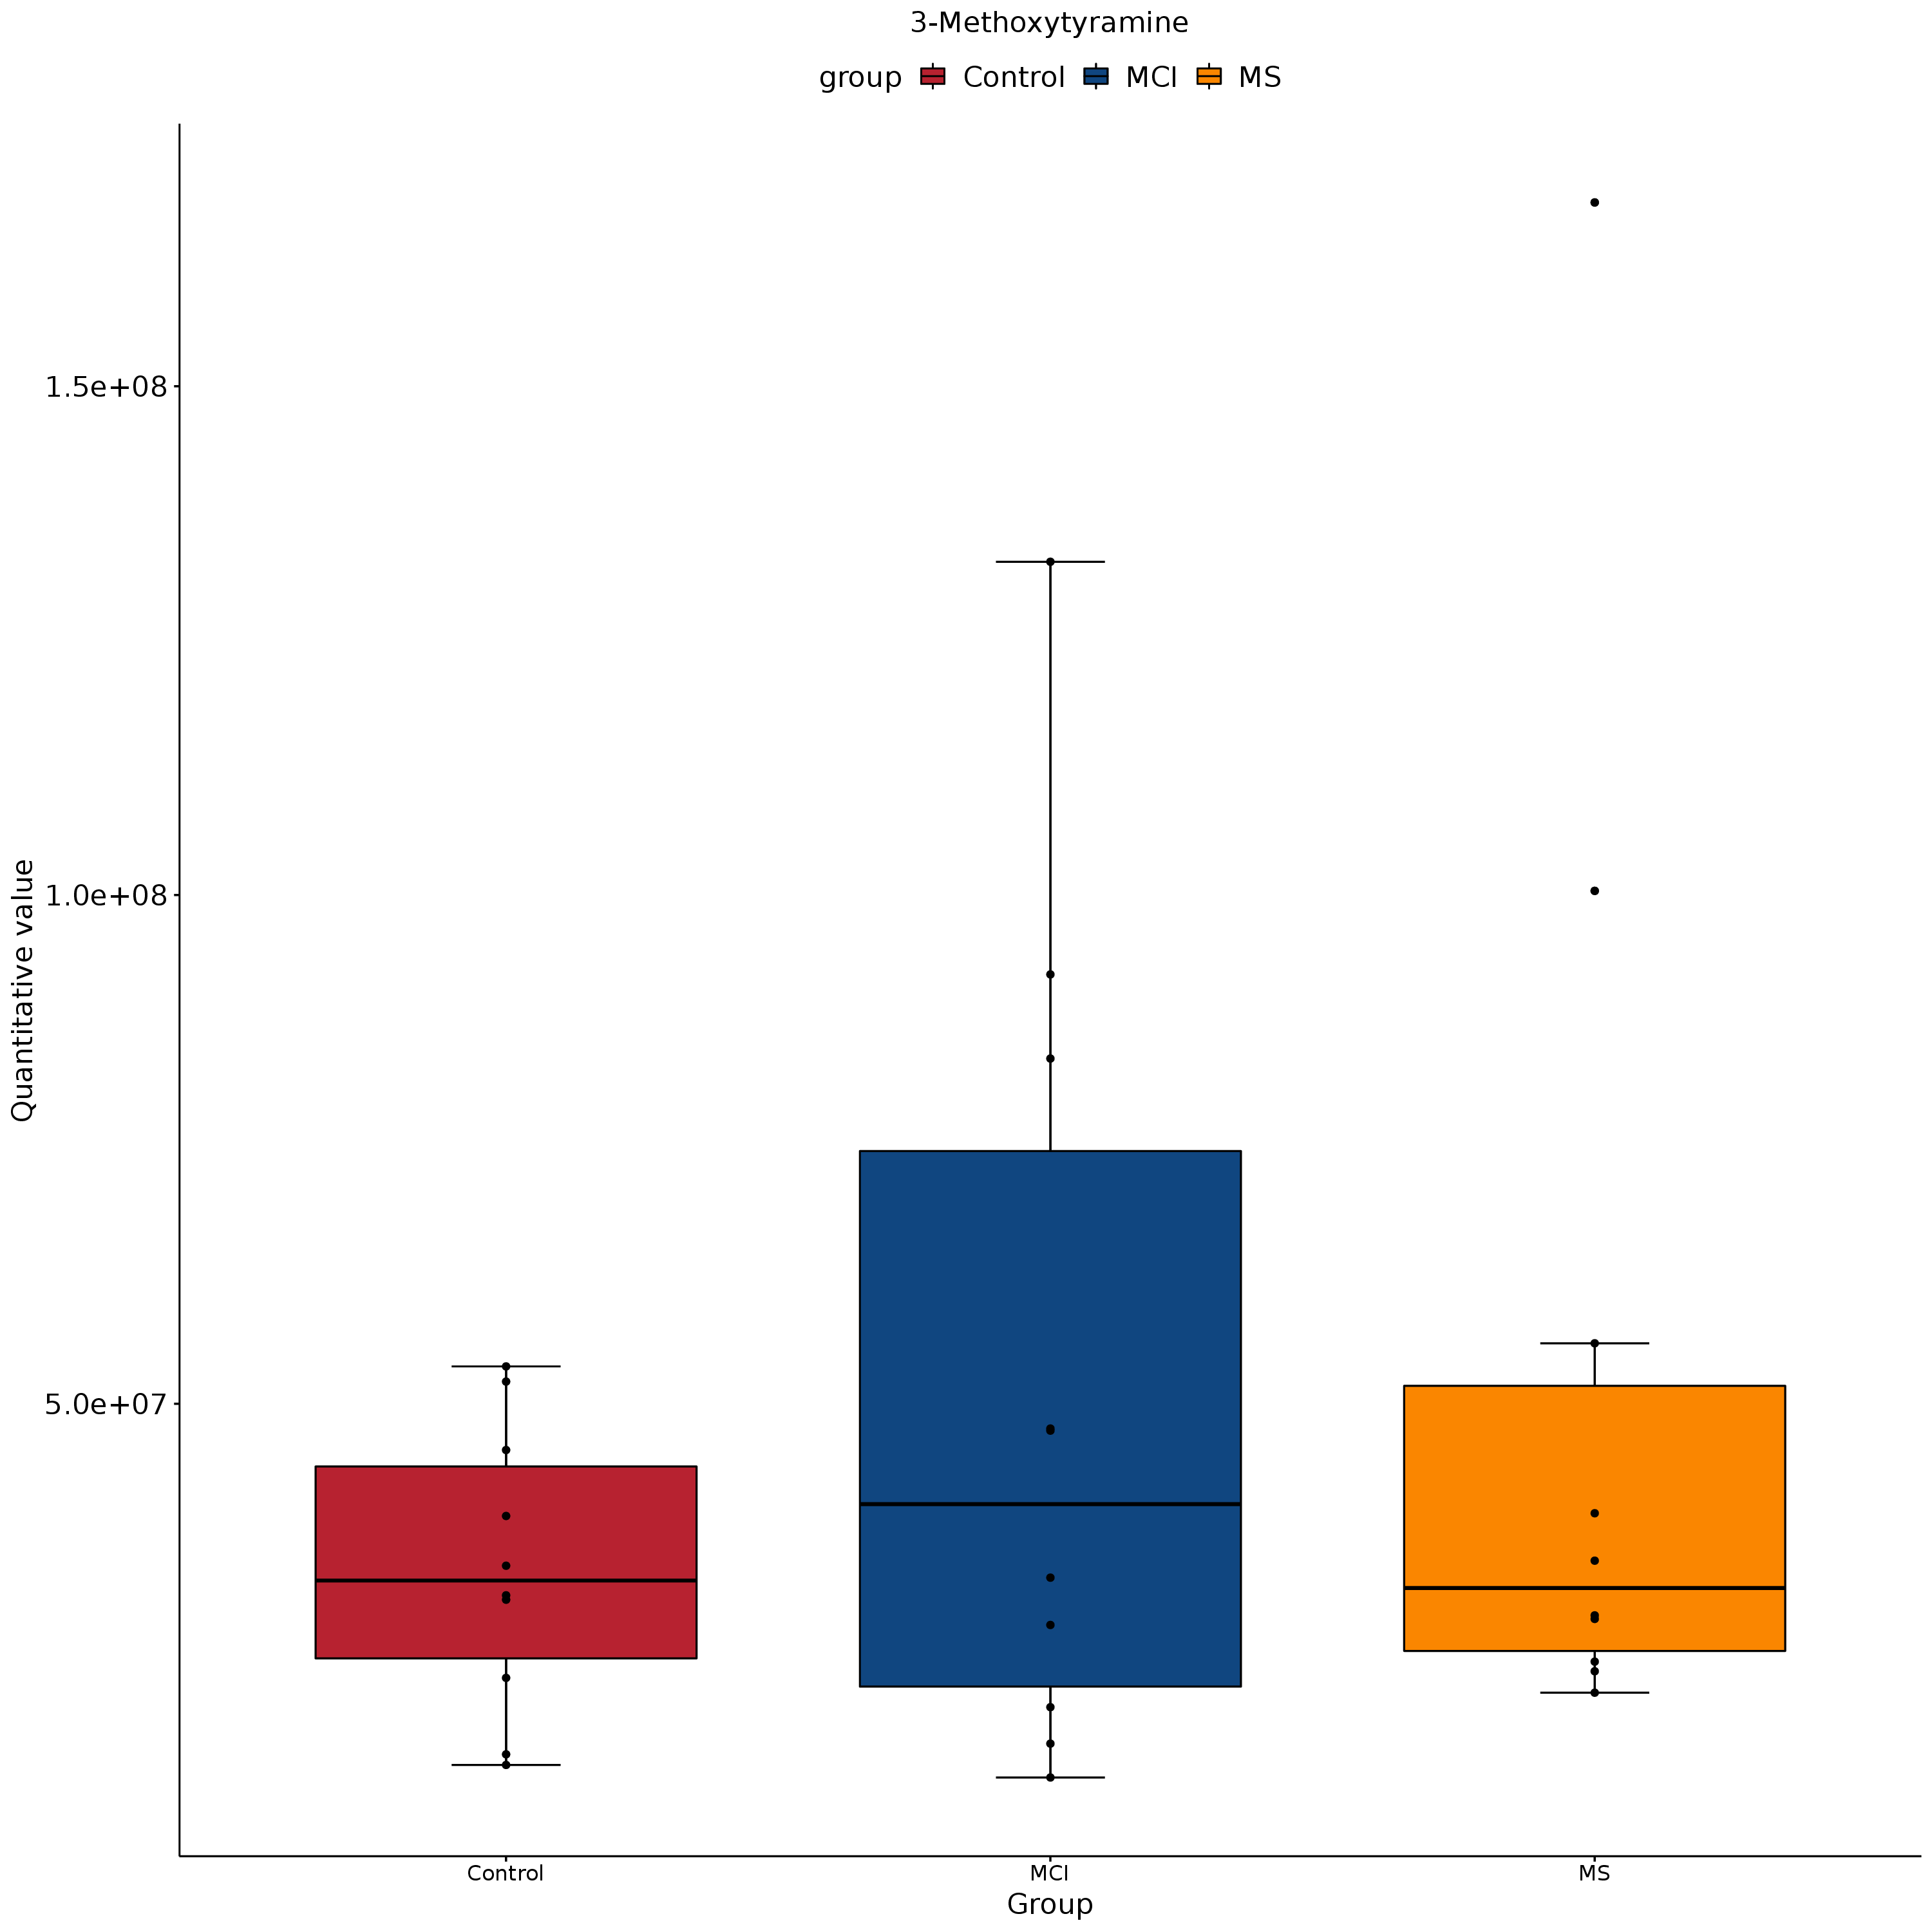 3-Methoxytyramine
group Control MCI MS
1.5e+08
1.0e+08
5.0e+07
Quantitative value
Control MCI MS
Group